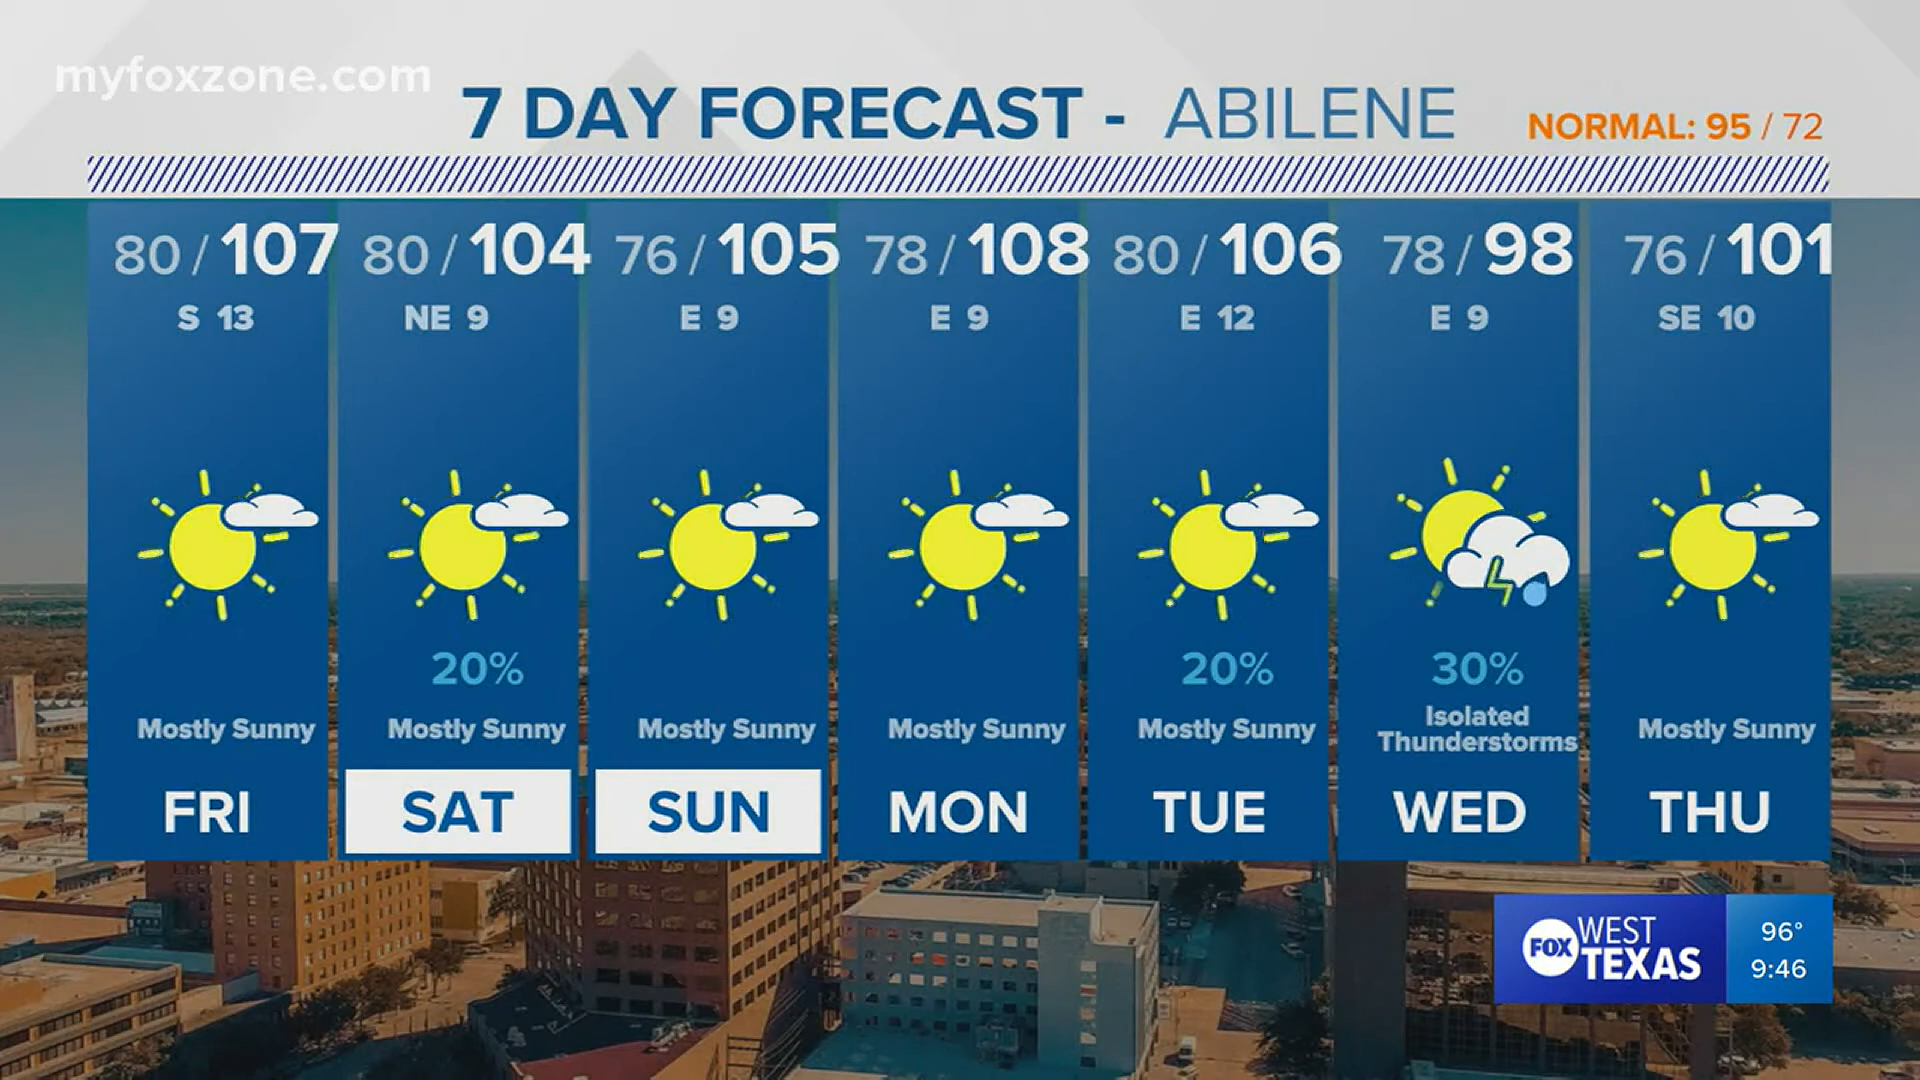 myfoxzone.com
7 DAY FORECAST - ABILENE
NORMAL: 95 / 72
80 / 107
S 13
Mostly Sunny
FRI
80 / 104
NE 9
20%
Mostly Sunny
SAT
76 / 105
E 9
Mostly Sunny
SUN
78 / 108
E 9
Mostly Sunny
MON
80 / 106
E 12
20%
Mostly Sunny
TUE
78 / 98
E 9
30%
Isolated
Thunderstorms
WED
76 / 101
SE 10
Mostly Sunny
THU
FOX WEST
TEXAS
96°
9:46